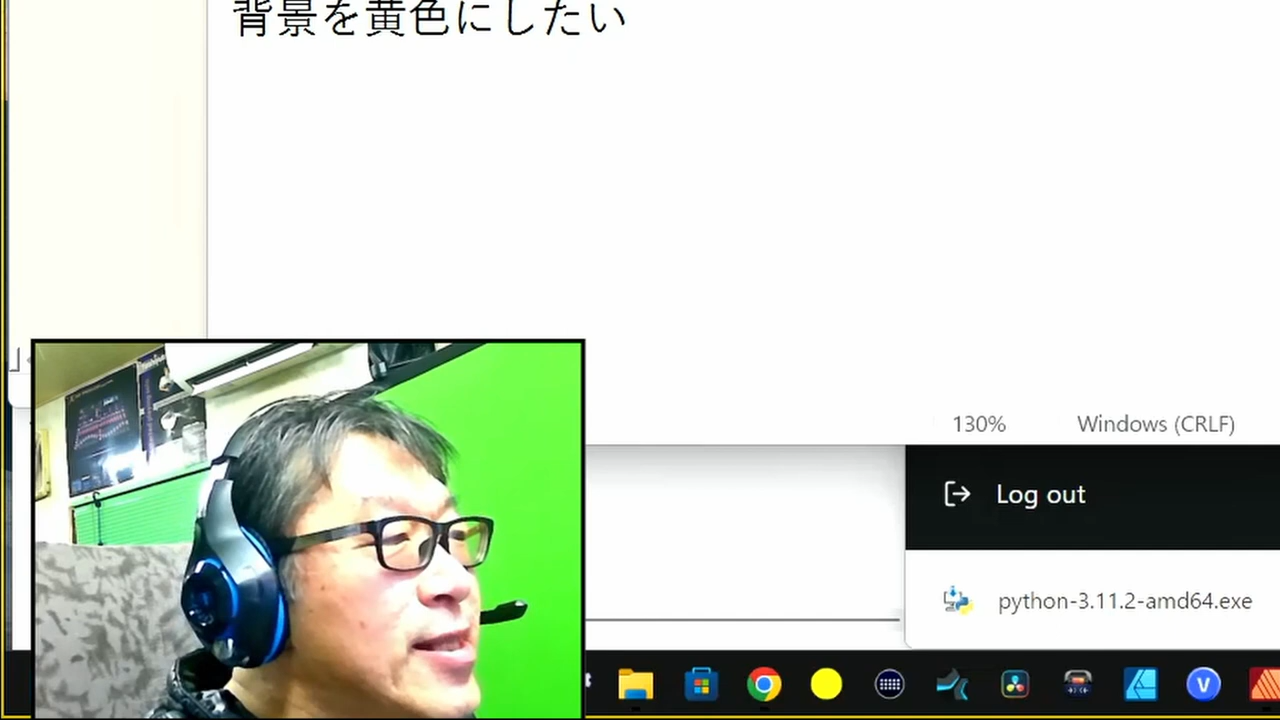 背景を黄色にしたい
130%
Windows (CRLF)
Log out
python-3.11.2-amd64.exe
V